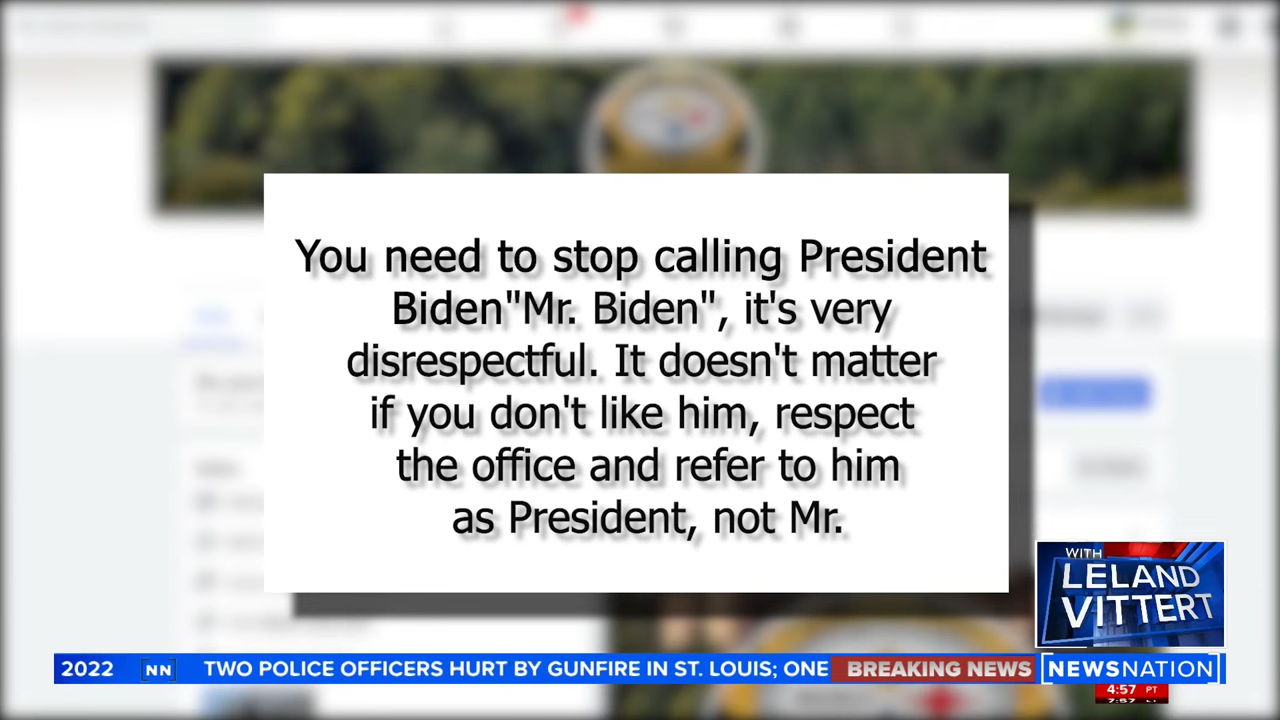 You need to stop calling President
Biden"Mr. Biden", it's very
disrespectful. It doesn't matter
if you don't like him, respect
the office and refer to him
as President, not Mr.
WITH
LELAND
VITTERT
2022 NN TWO POLICE OFFICERS HURT BY GUNFIRE IN ST. LOUIS; ONE BREAKING NEWS NEWSNATION
4:57 PT